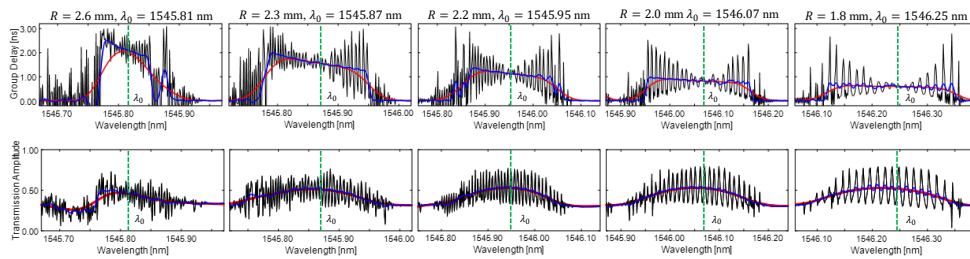 R = 2.6 mm, λ0 = 1545.81 nm
R = 2.3 mm, λ0 = 1545.87 nm
R = 2.2 mm, λ0 = 1545.95 nm
R = 2.0 mm λ0 = 1546.07 nm
R = 1.8 mm, λ0 = 1546.25 nm
Group Delay [ns]
3.00
2.00
1.00
0.00
λ0
λ0
λ0
λ0
λ0
1545.70 1545.80 1545.90
1545.80 1545.90 1546.00
1545.80 1545.90 1546.00 1546.10
1545.90 1546.00 1546.10 1546.20
1546.10 1546.20 1546.30
Wavelength [nm]
Wavelength [nm]
Wavelength [nm]
Wavelength [nm]
Wavelength [nm]
Transmission Amplitude
1.00
0.50
0.00
λ0
λ0
λ0
λ0
λ0
1545.70 1545.80 1545.90
1545.80 1545.90 1546.00
1545.80 1545.90 1546.00 1546.10
1545.90 1546.00 1546.10 1546.20
1546.10 1546.20 1546.30
Wavelength [nm]
Wavelength [nm]
Wavelength [nm]
Wavelength [nm]
Wavelength [nm]